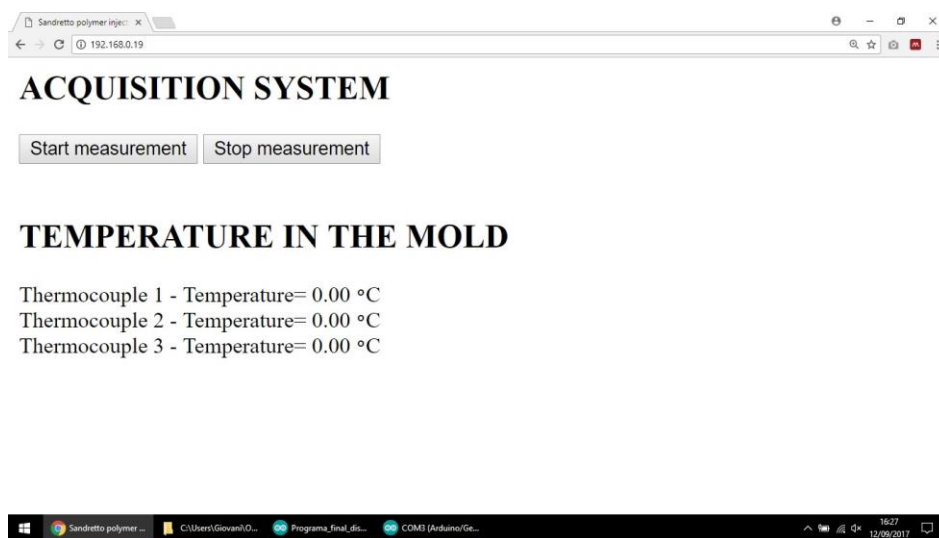 Sandretto polymer injec
192.168.0.19
ACQUISITION SYSTEM
Start measurement Stop measurement
TEMPERATURE IN THE MOLD
Thermocouple 1 - Temperature= 0.00 °C
Thermocouple 2 - Temperature= 0.00 °C
Thermocouple 3 - Temperature= 0.00 °C
Sandretto polymer ... C:\Users\Giovani\O... Programa_final_dis... COM3 (Arduino/Ge... 16:27
12/09/2017